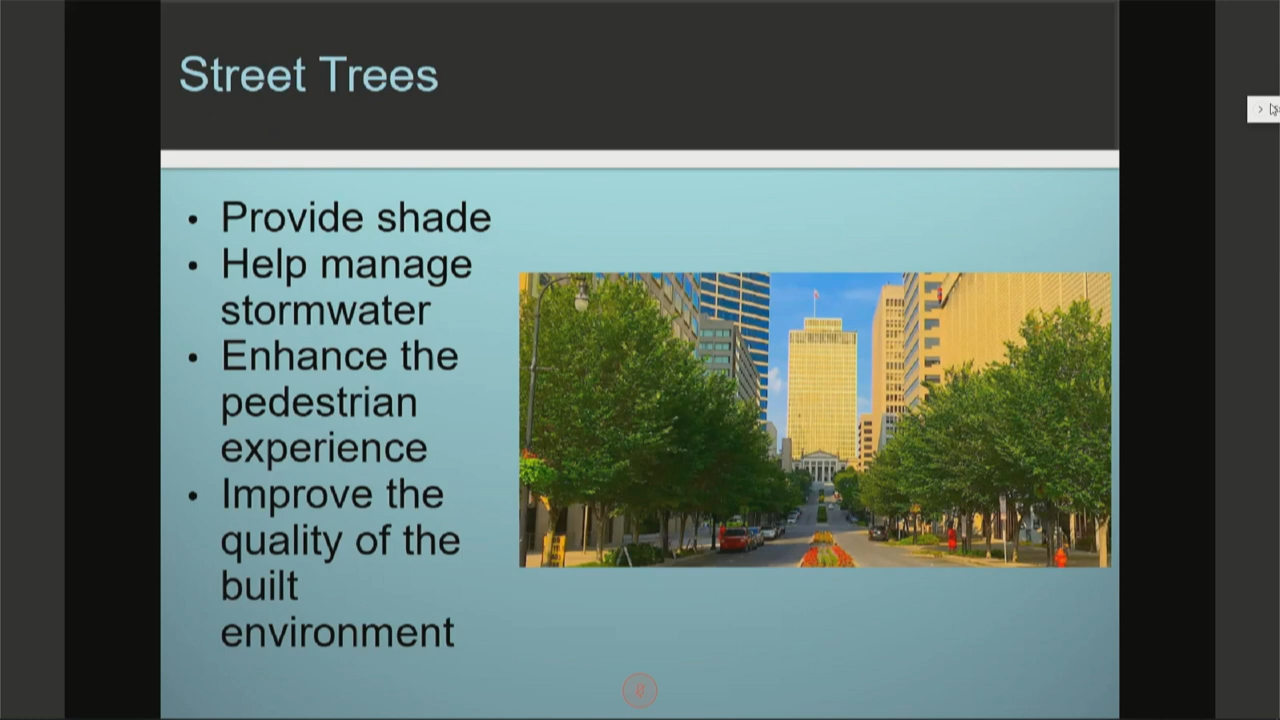 Street Trees
• Provide shade
• Help manage
stormwater
• Enhance the
pedestrian
experience
• Improve the
quality of the
built
environment